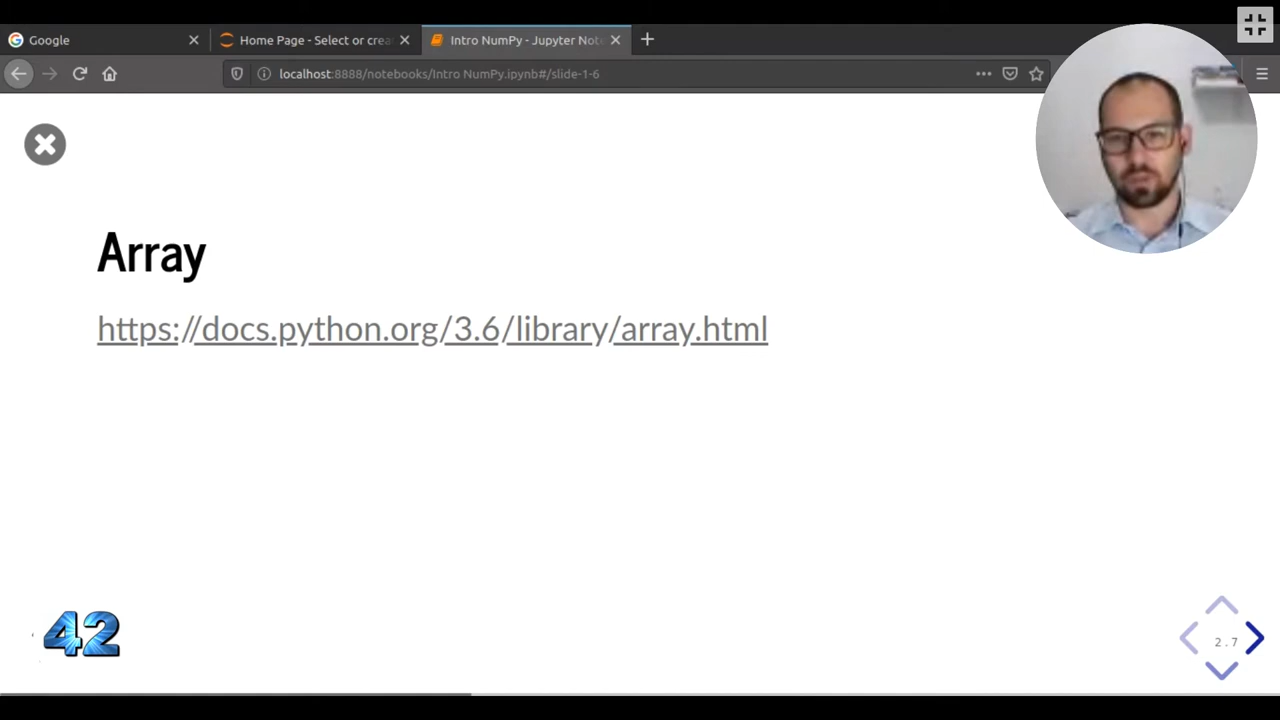 Google
Home Page - Select or crea
Intro NumPy - Jupyter Not
localhost:8888/notebooks/Intro NumPy.ipynb#/slide-1-6
Array
https://docs.python.org/3.6/library/array.html
42
2.7